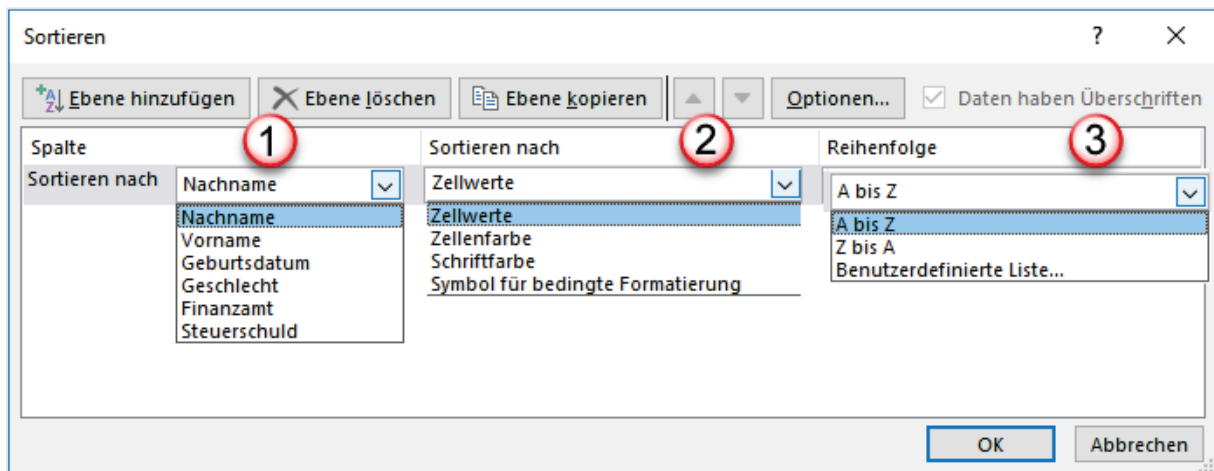 Sortieren ?
Ebene hinzufügen Ebene löschen Ebene kopieren Optionen... Daten haben Überschriften
1 2 3
Spalte Sortieren nach Reihenfolge
Sortieren nach Nachname Zellwerte A bis Z
Nachname Zellwerte A bis Z
Vorname Zellenfarbe Z bis A
Geburtsdatum Schriftfarbe Benutzerdefinierte Liste...
Geschlecht Symbol für bedingte Formatierung
Finanzamt
Steuerschuld
OK Abbrechen